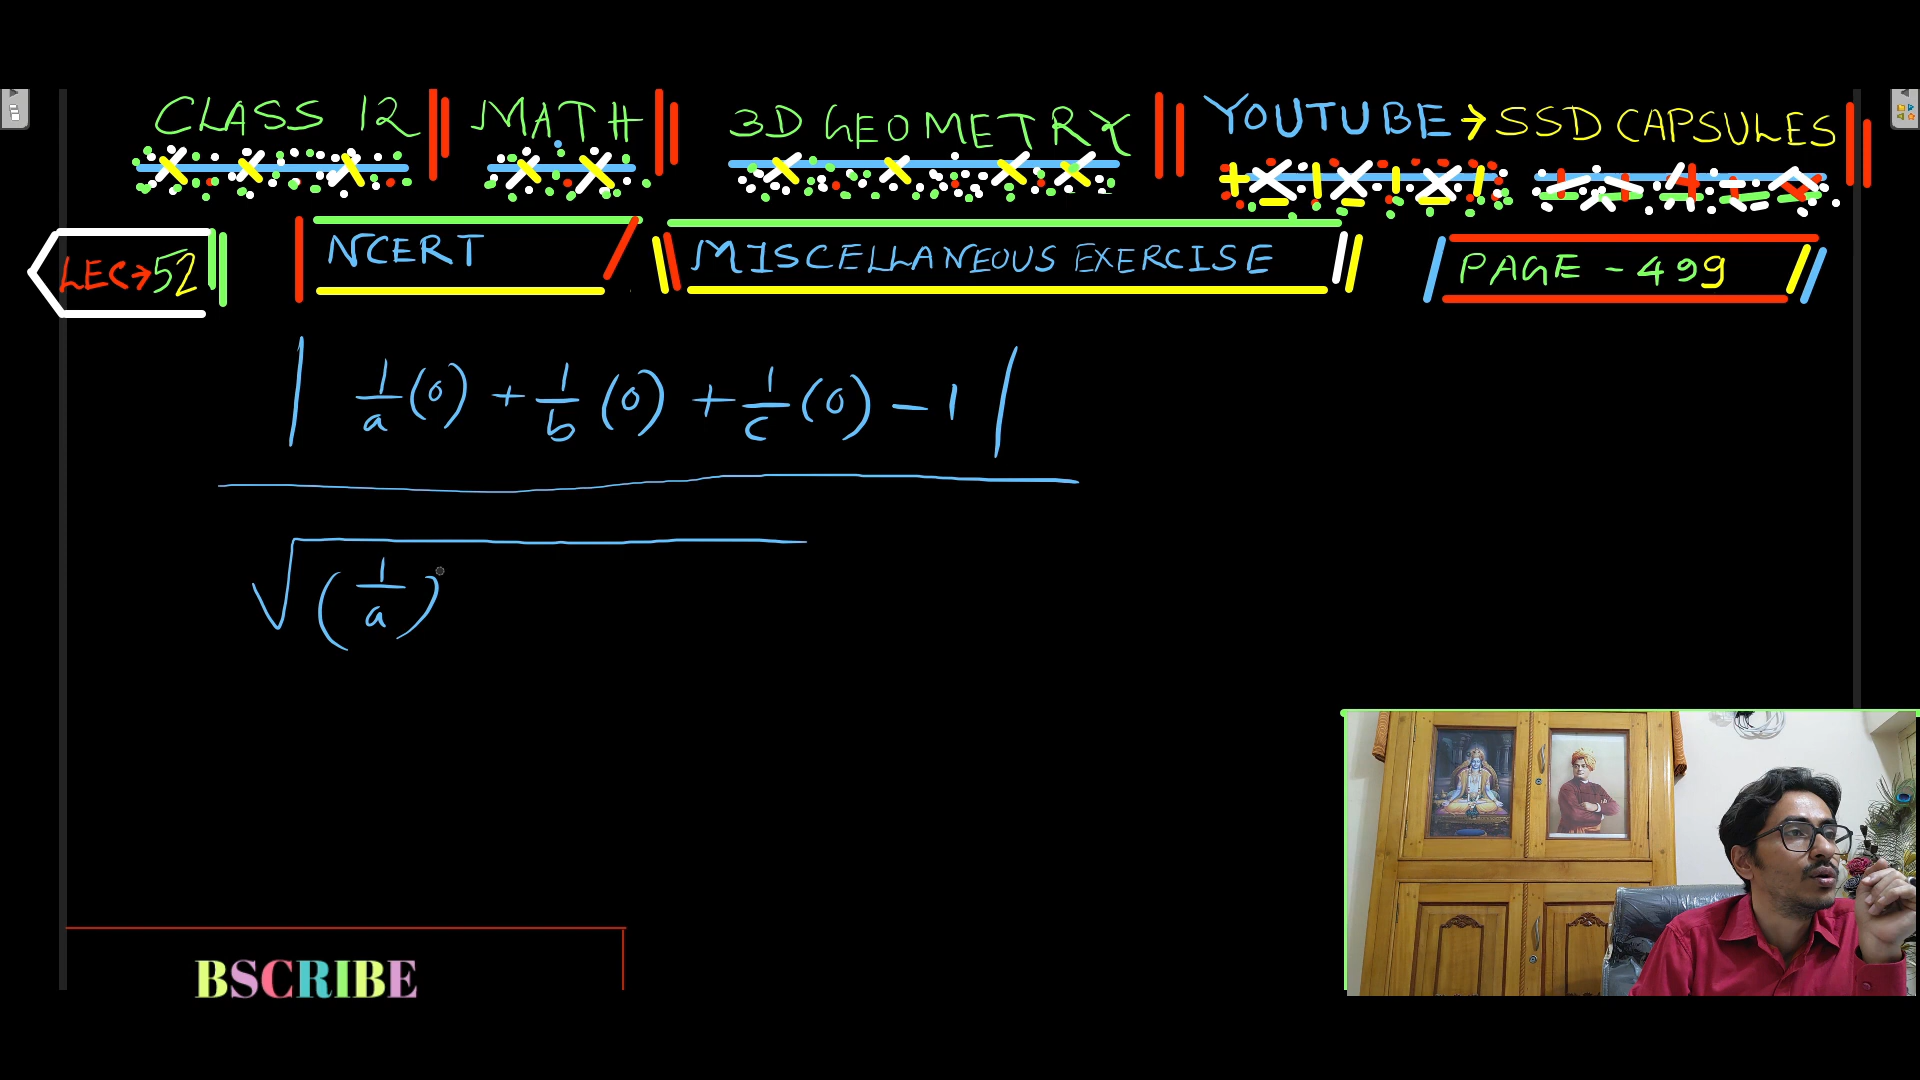 CLASS 12 || MATH || 3D GEOMETRY || YOUTUBE → SSD CAPSULES ||
LEC→52 NCERT MISCELLANEOUS EXERCISE PAGE - 499
| 1/a (0) + 1/b (0) + 1/c (0) - 1 |
√(1/a)
BSCRIBE